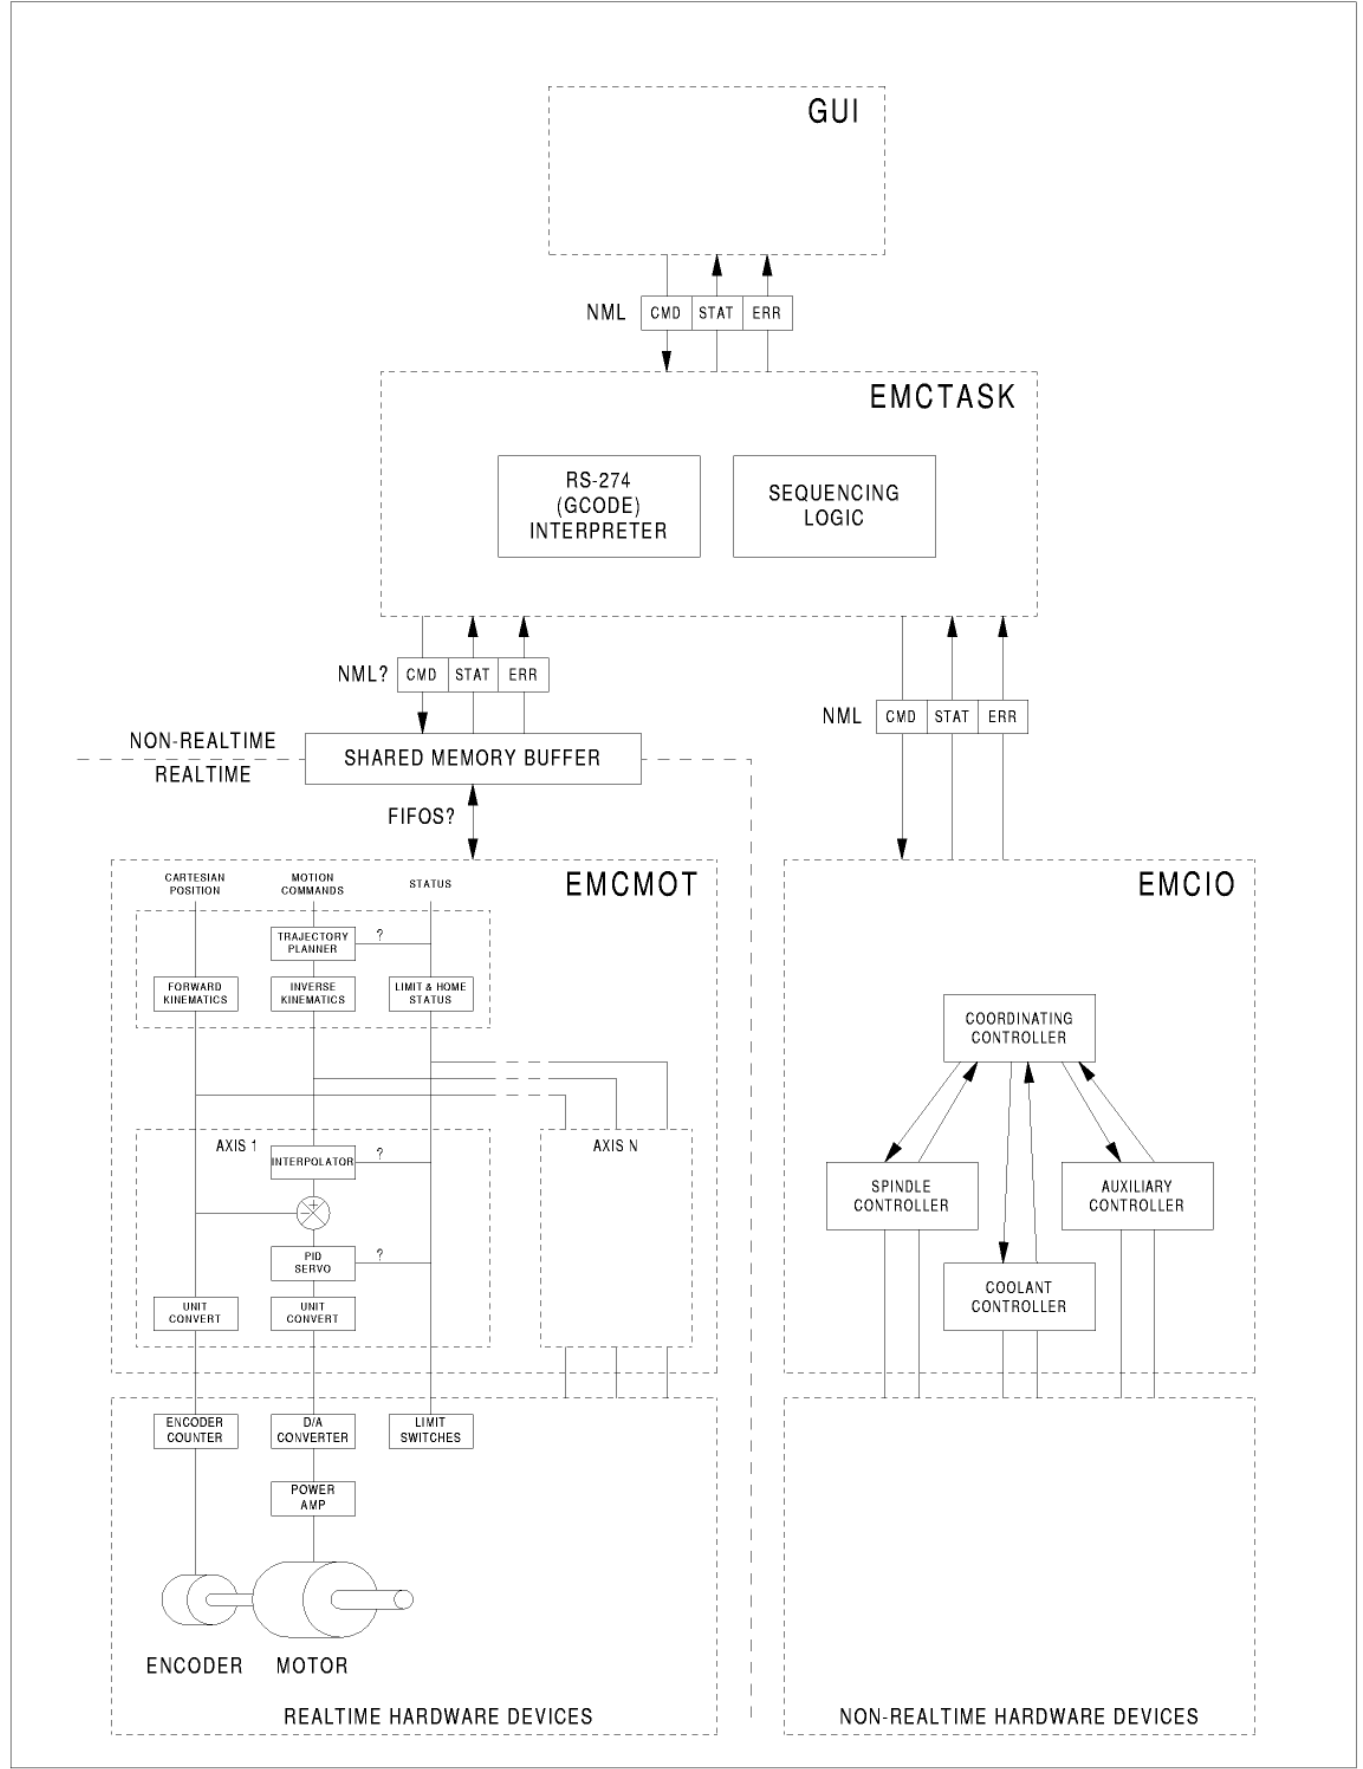 GUI
NML CMD STAT ERR
EMCTASK
RS-274
(GCODE)
INTERPRETER
SEQUENCING
LOGIC
NML? CMD STAT ERR
NML CMD STAT ERR
NON-REALTIME
REALTIME
SHARED MEMORY BUFFER
FIFOS?
EMCMOT
CARTESIAN
POSITION
MOTION
COMMANDS
STATUS
TRAJECTORY
PLANNER
?
FORWARD
KINEMATICS
INVERSE
KINEMATICS
LIMIT & HOME
STATUS
AXIS 1
INTERPOLATOR
?
+
−
PID
SERVO
?
UNIT
CONVERT
UNIT
CONVERT
AXIS N
EMCIO
COORDINATING
CONTROLLER
SPINDLE
CONTROLLER
AUXILIARY
CONTROLLER
COOLANT
CONTROLLER
ENCODER
COUNTER
D/A
CONVERTER
LIMIT
SWITCHES
POWER
AMP
ENCODER
MOTOR
REALTIME HARDWARE DEVICES
NON-REALTIME HARDWARE DEVICES